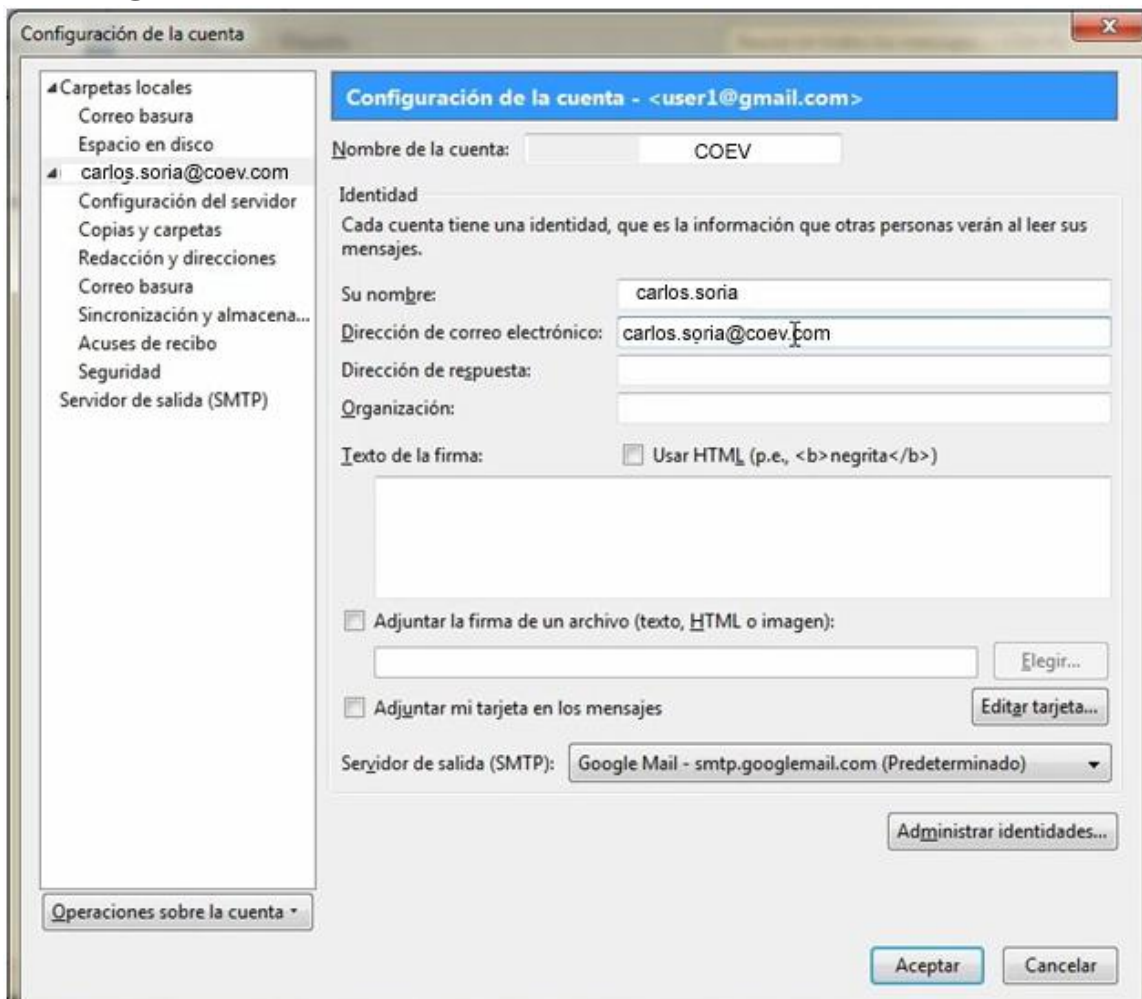 Configuración de la cuenta
Carpetas locales
Correo basura
Espacio en disco
carlos.soria@coev.com
Configuración del servidor
Copias y carpetas
Redacción y direcciones
Correo basura
Sincronización y almacena...
Acuses de recibo
Seguridad
Servidor de salida (SMTP)
Operaciones sobre la cuenta
Configuración de la cuenta - <user1@gmail.com>
Nombre de la cuenta: COEV
Identidad
Cada cuenta tiene una identidad, que es la información que otras personas verán al leer sus
mensajes.
Su nombre: carlos.soria
Dirección de correo electrónico: carlos.soria@coev.com
Dirección de respuesta:
Organización:
Texto de la firma: Usar HTML (p.e., <b>negrita</b>)
Adjuntar la firma de un archivo (texto, HTML o imagen):
Elegir...
Adjuntar mi tarjeta en los mensajes Editar tarjeta...
Servidor de salida (SMTP): Google Mail - smtp.googlemail.com (Predeterminado)
Administrar identidades...
Aceptar Cancelar